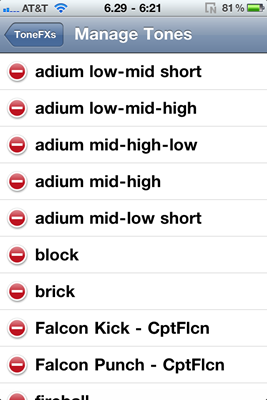 AT&T 6.29 - 6:21 N 81%
ToneFXs Manage Tones
adium low-mid short
adium low-mid-high
adium mid-high-low
adium mid-high
adium mid-low short
block
brick
Falcon Kick - CptFlcn
Falcon Punch - CptFlcn
fireball